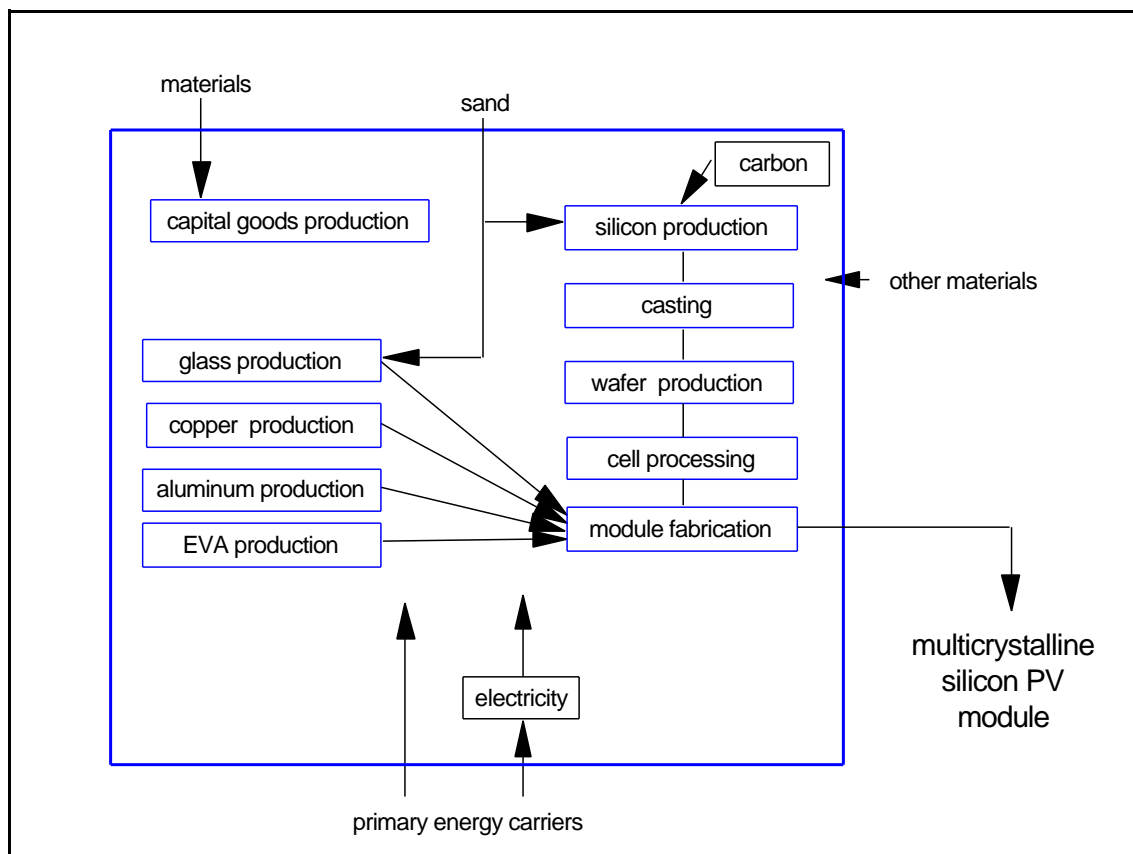 materials
sand
carbon
capital goods production
silicon production
other materials
casting
glass production
wafer production
copper production
cell processing
aluminum production
module fabrication
EVA production
multicrystalline
silicon PV
module
electricity
primary energy carriers